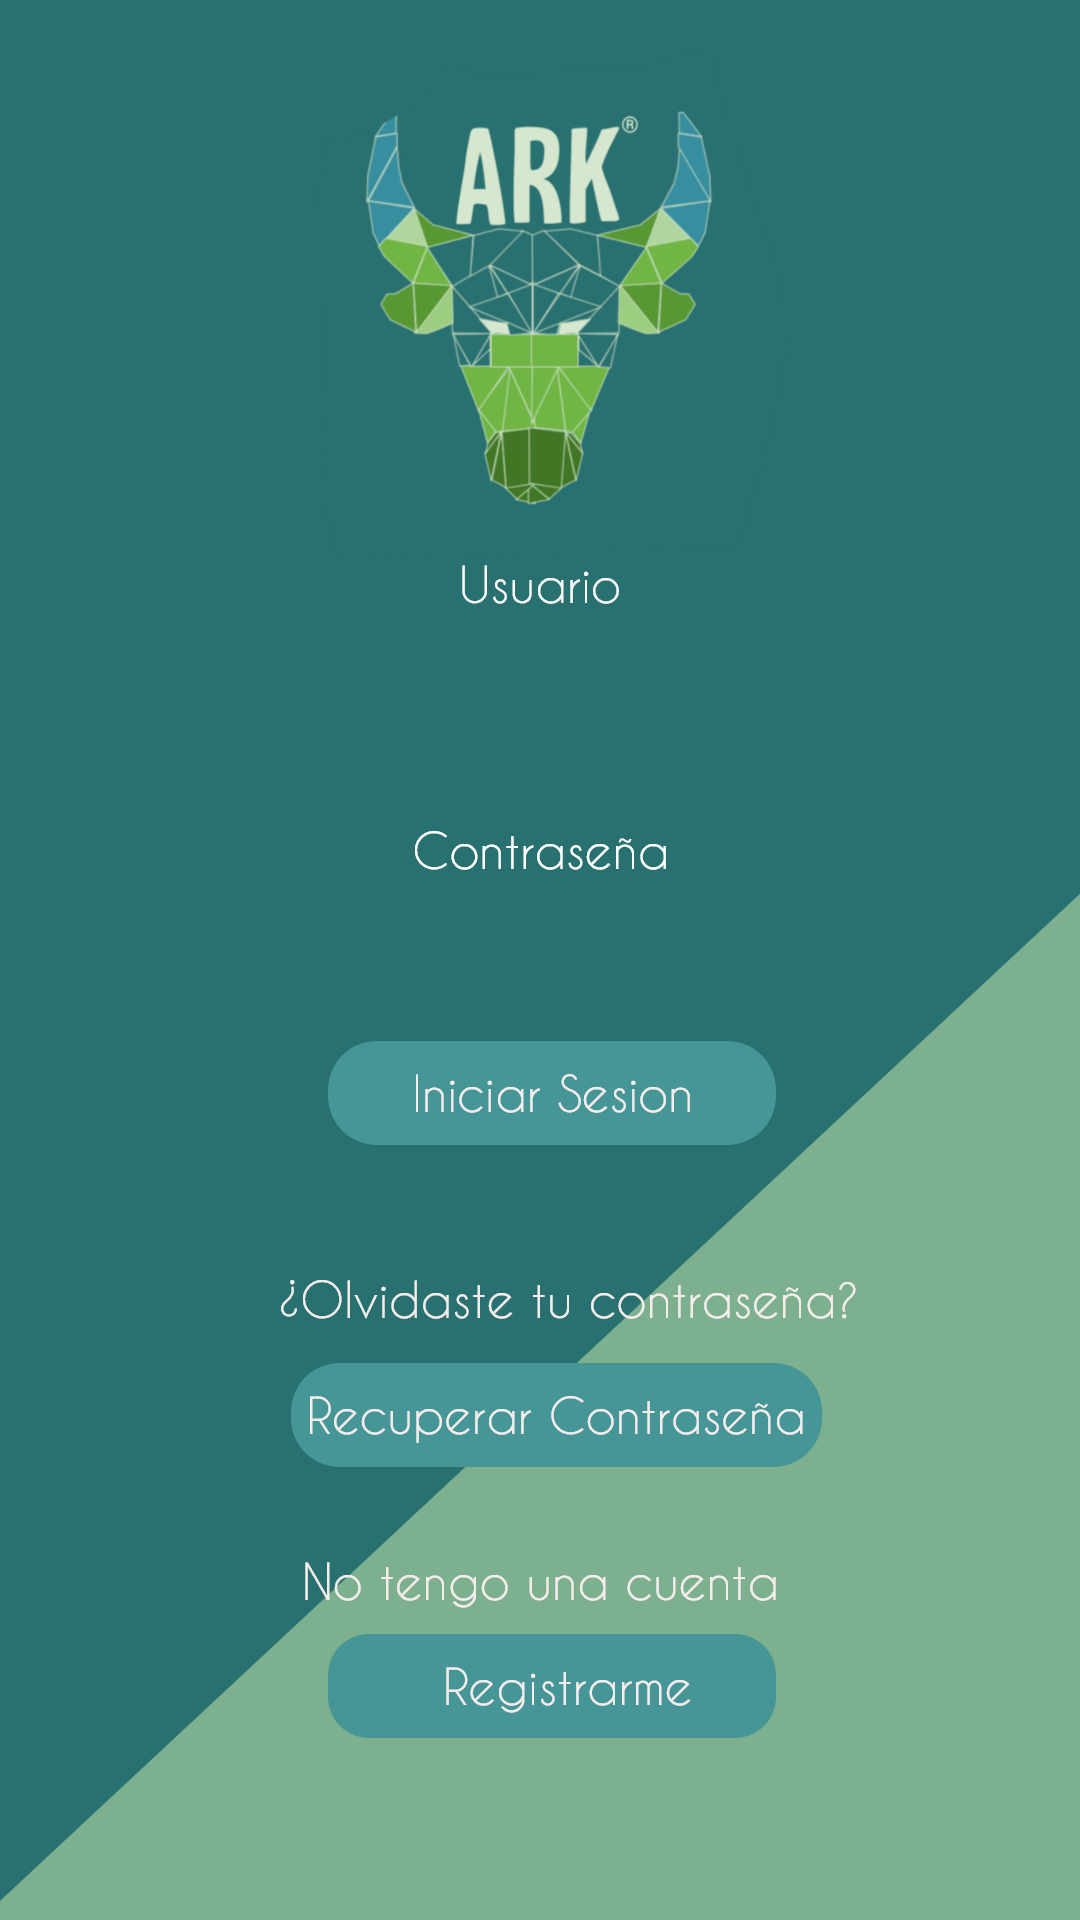 ARK®
Usuario
Contraseña
Iniciar Sesion
¿Olvidaste tu contraseña?
Recuperar Contraseña
No tengo una cuenta
Registrarme